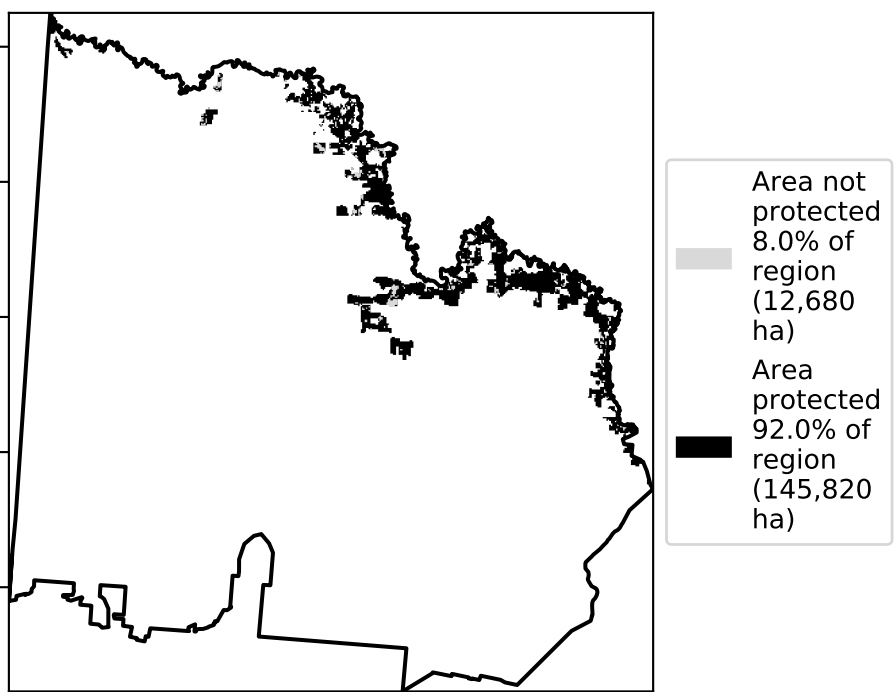 Area not
protected
8.0% of
region
(12,680
ha)
Area
protected
92.0% of
region
(145,820
ha)